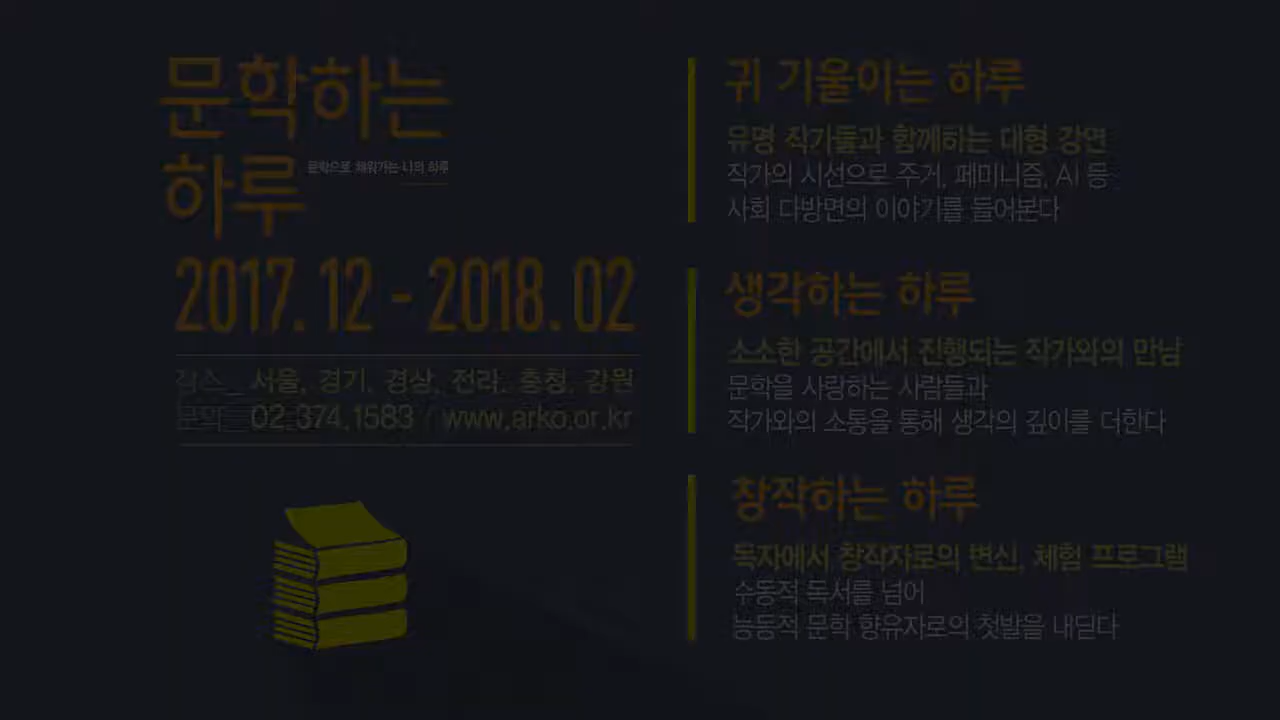 문학하는
하루
문학으로 채워가는 나의 하루
2017. 12 - 2018. 02
장소_ 서울, 경기, 경상, 전라, 충청, 강원
문의_ 02.374.1583 / www.arko.or.kr
귀 기울이는 하루
유명 작가들과 함께하는 대형 강연
작가의 시선으로 주거, 페미니즘, AI 등
사회 다방면의 이야기를 들어본다
생각하는 하루
소소한 공간에서 진행되는 작가와의 만남
문학을 사랑하는 사람들과
작가와의 소통을 통해 생각의 깊이를 더한다
창작하는 하루
독자에서 창작자로의 변신, 체험 프로그램
수동적 독서를 넘어
능동적 문학 향유자로의 첫발을 내딛다